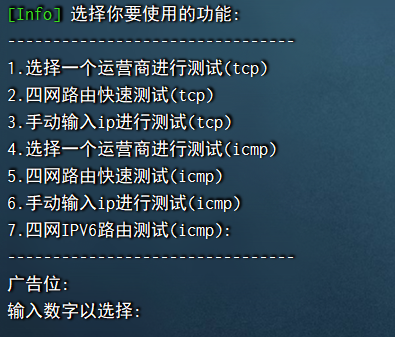 [Info] 选择你要使用的功能:
--------------------------------
1.选择一个运营商进行测试(tcp)
2.四网路由快速测试(tcp)
3.手动输入ip进行测试(tcp)
4.选择一个运营商进行测试(icmp)
5.四网路由快速测试(icmp)
6.手动输入ip进行测试(icmp)
7.四网IPV6路由测试(icmp):
--------------------------------
广告位:
输入数字以选择: